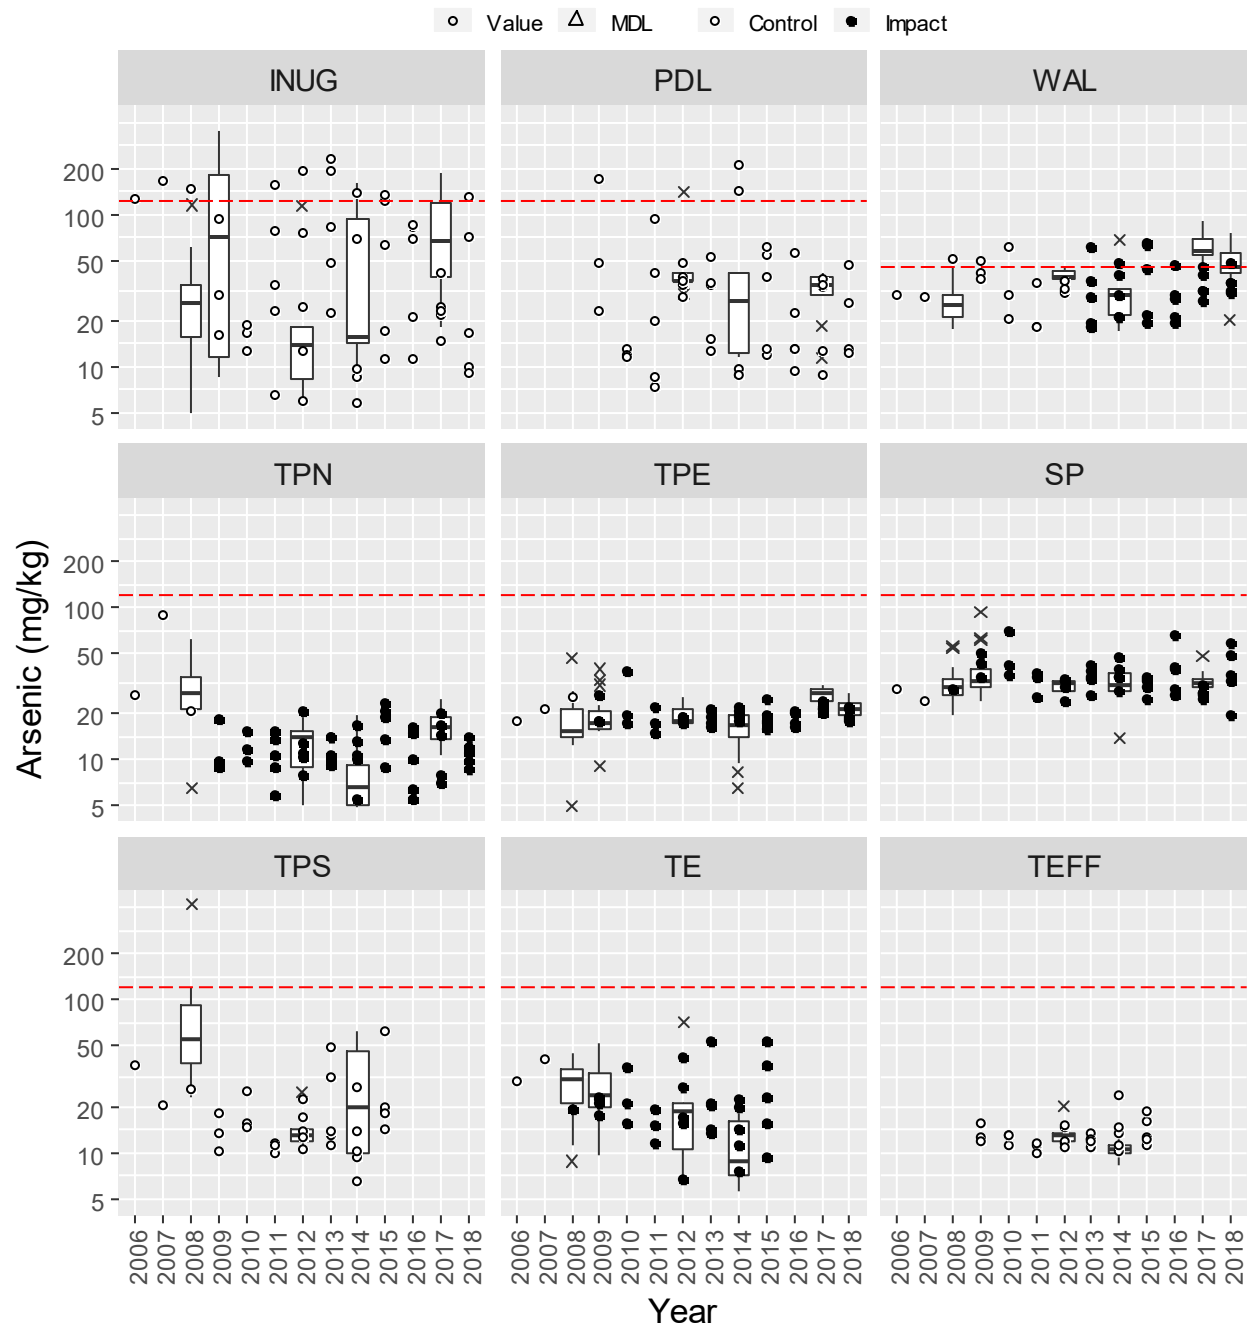 Value MDL Control Impact
INUG PDL WAL
200
100
50
20
10
5
TPN TPE SP
200
100
50
20
10
5
Arsenic (mg/kg)
TPS TE TEFF
200
100
50
20
10
5
2006 2007 2008 2009 2010 2011 2012 2013 2014 2015 2016 2017 2018 2006 2007 2008 2009 2010 2011 2012 2013 2014 2015 2016 2017 2018 2006 2007 2008 2009 2010 2011 2012 2013 2014 2015 2016 2017 2018
Year